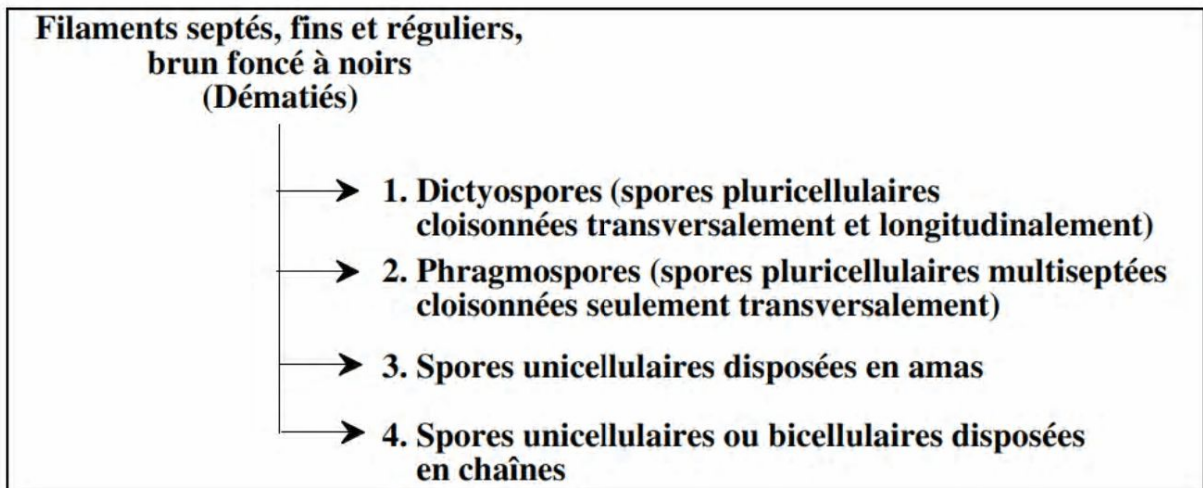 Filaments septés, fins et réguliers,
brun foncé à noirs
(Dématiés)
1. Dictyospores (spores pluricellulaires
cloisonnées transversalement et longitudinalement)
2. Phragmospores (spores pluricellulaires multiseptées
cloisonnées seulement transversalement)
3. Spores unicellulaires disposées en amas
4. Spores unicellulaires ou bicellulaires disposées
en chaînes